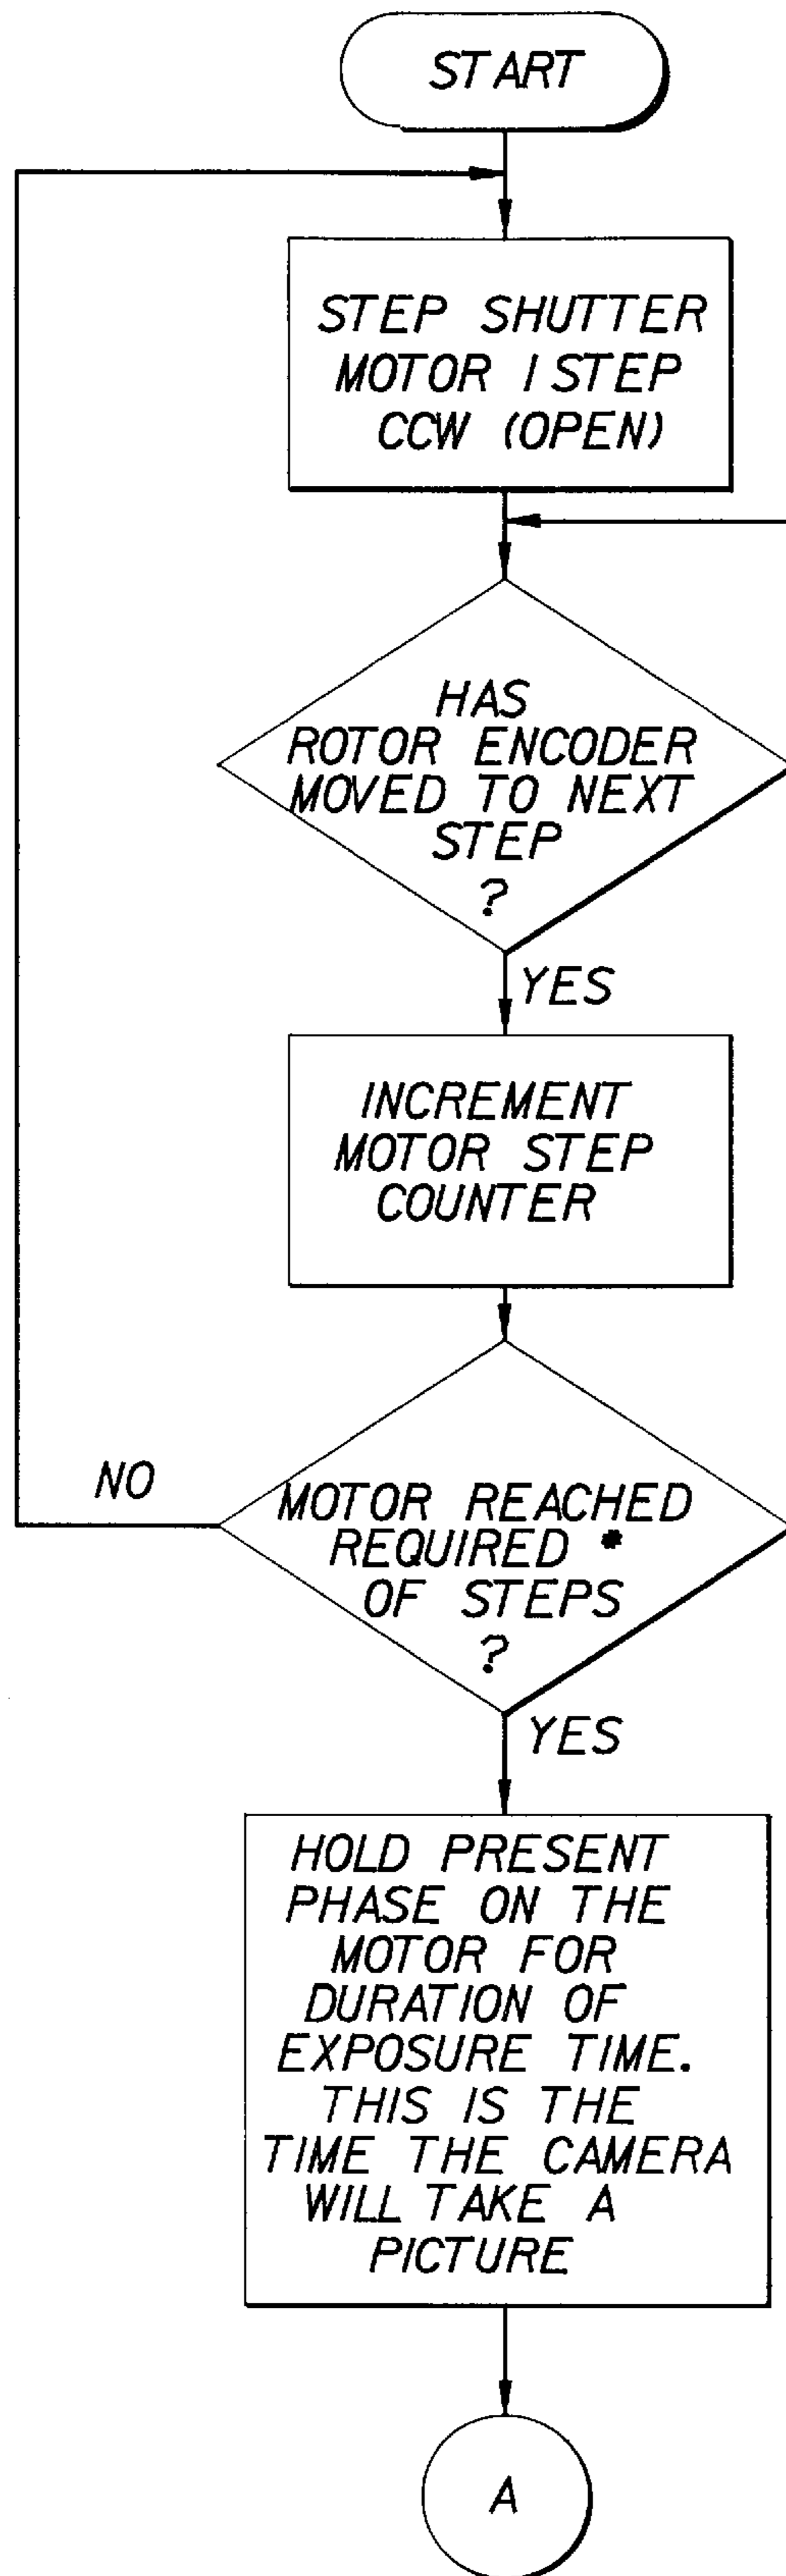 START
STEP SHUTTER
MOTOR 1 STEP
CCW (OPEN)
HAS
ROTOR ENCODER
MOVED TO NEXT
STEP
?
YES
INCREMENT
MOTOR STEP
COUNTER
NO
MOTOR REACHED
REQUIRED #
OF STEPS
?
YES
HOLD PRESENT
PHASE ON THE
MOTOR FOR
DURATION OF
EXPOSURE TIME.
THIS IS THE
TIME THE CAMERA
WILL TAKE A
PICTURE
A